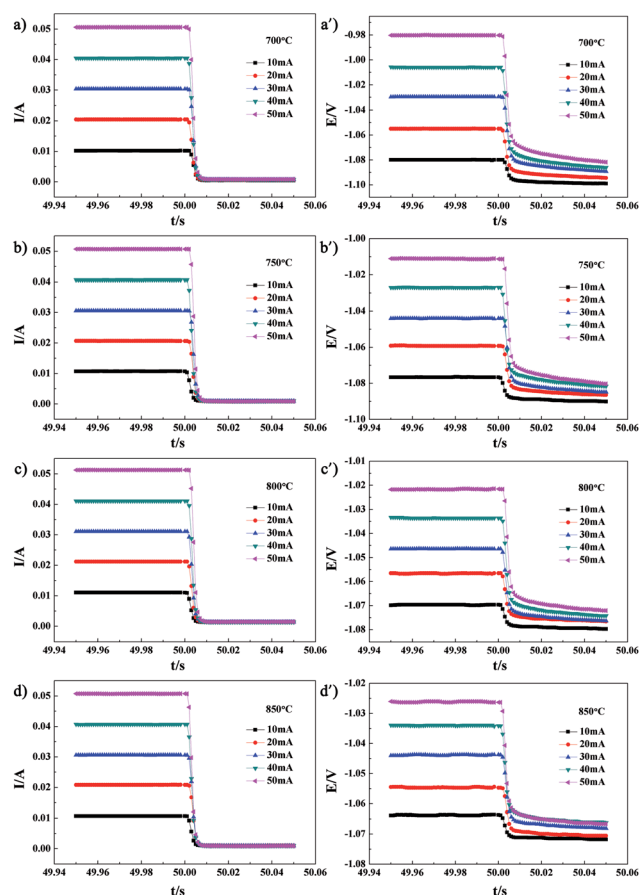 a)
0.05
0.04
0.03
0.02
0.01
0.00
I/A
700°C
10mA
20mA
30mA
40mA
50mA
49.94 49.96 49.98 50.00 50.02 50.04 50.06
t/s
a′)
-0.98
-1.00
-1.02
-1.04
-1.06
-1.08
-1.10
E/V
700°C
10mA
20mA
30mA
40mA
50mA
49.94 49.96 49.98 50.00 50.02 50.04 50.06
t/s
b)
0.05
0.04
0.03
0.02
0.01
0.00
I/A
750°C
10mA
20mA
30mA
40mA
50mA
49.94 49.96 49.98 50.00 50.02 50.04 50.06
t/s
b′)
-1.00
-1.02
-1.04
-1.06
-1.08
-1.10
E/V
750°C
10mA
20mA
30mA
40mA
50mA
49.94 49.96 49.98 50.00 50.02 50.04 50.06
t/s
c)
0.05
0.04
0.03
0.02
0.01
0.00
I/A
800°C
10mA
20mA
30mA
40mA
50mA
49.94 49.96 49.98 50.00 50.02 50.04 50.06
t/s
c′)
-1.01
-1.02
-1.03
-1.04
-1.05
-1.06
-1.07
-1.08
E/V
800°C
10mA
20mA
30mA
40mA
50mA
49.94 49.96 49.98 50.00 50.02 50.04 50.06
t/s
d)
0.05
0.04
0.03
0.02
0.01
0.00
I/A
850°C
10mA
20mA
30mA
40mA
50mA
49.94 49.96 49.98 50.00 50.02 50.04 50.06
t/s
d′)
-1.02
-1.03
-1.04
-1.05
-1.06
-1.07
-1.08
E/V
850°C
10mA
20mA
30mA
40mA
50mA
49.94 49.96 49.98 50.00 50.02 50.04 50.06
t/s